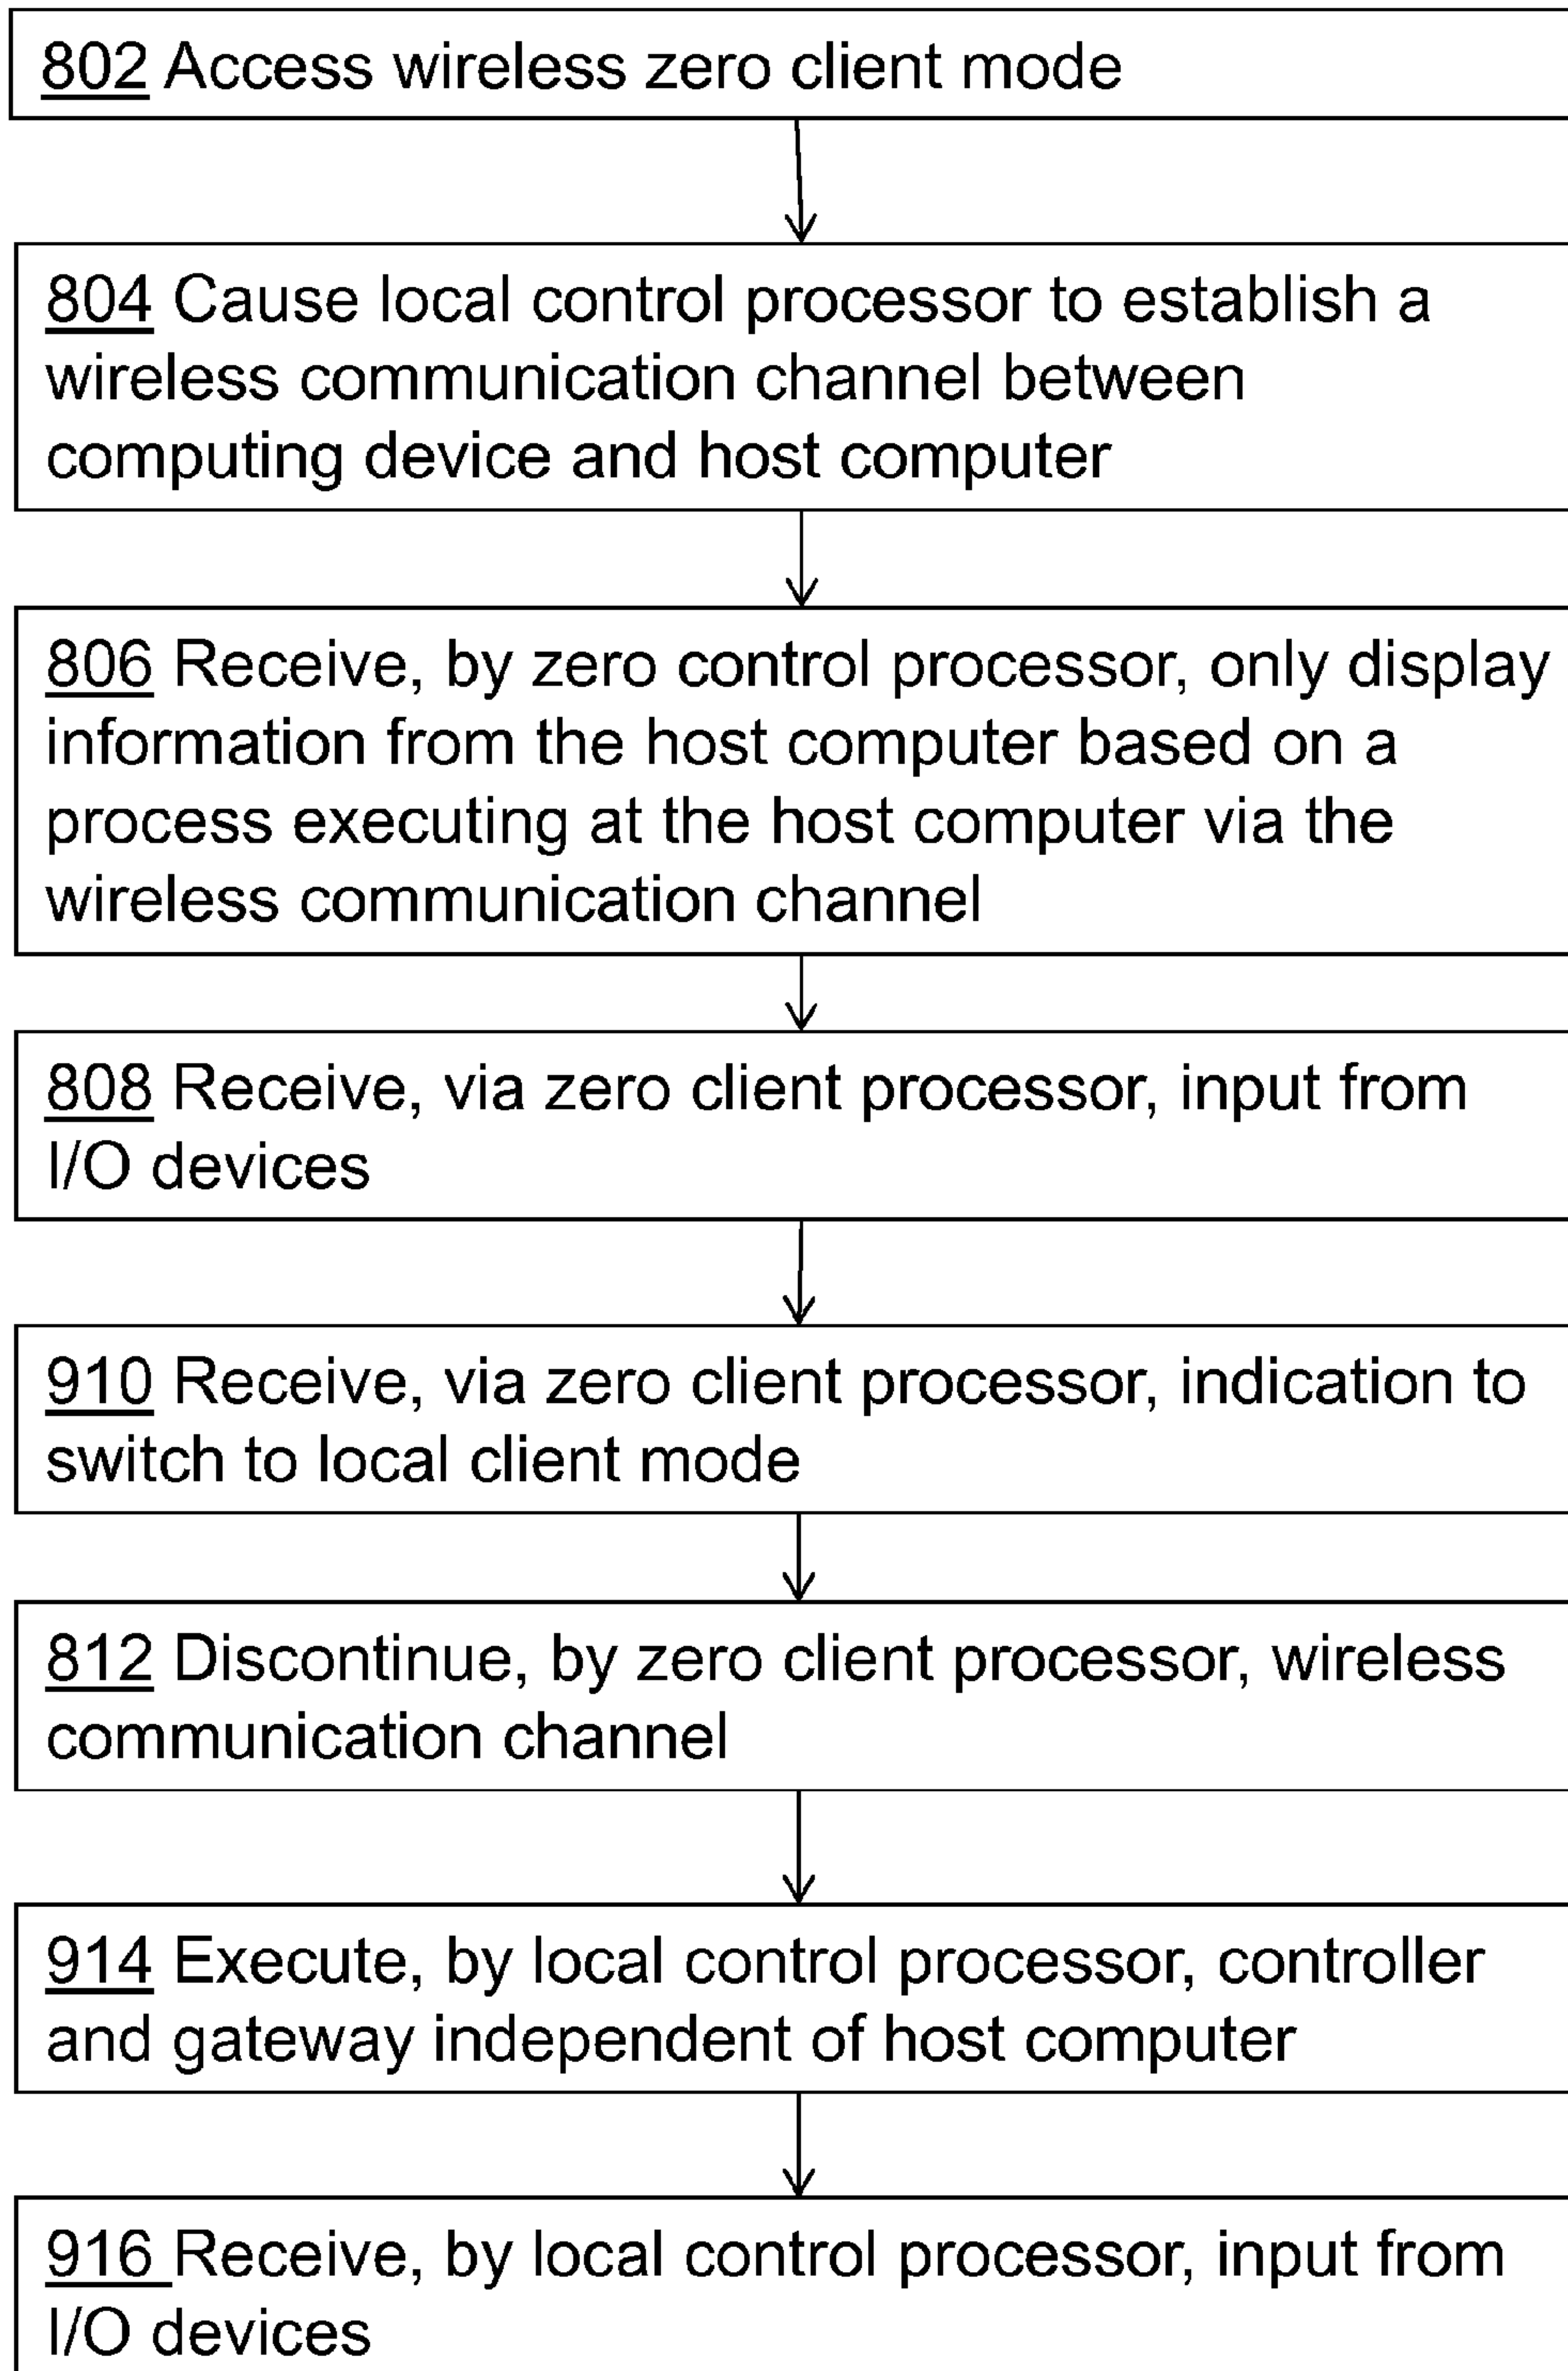 802 Access wireless zero client mode
804 Cause local control processor to establish a
wireless communication channel between
computing device and host computer
806 Receive, by zero control processor, only display
information from the host computer based on a
process executing at the host computer via the
wireless communication channel
808 Receive, via zero client processor, input from
I/O devices
910 Receive, via zero client processor, indication to
switch to local client mode
812 Discontinue, by zero client processor, wireless
communication channel
914 Execute, by local control processor, controller
and gateway independent of host computer
916 Receive, by local control processor, input from
I/O devices